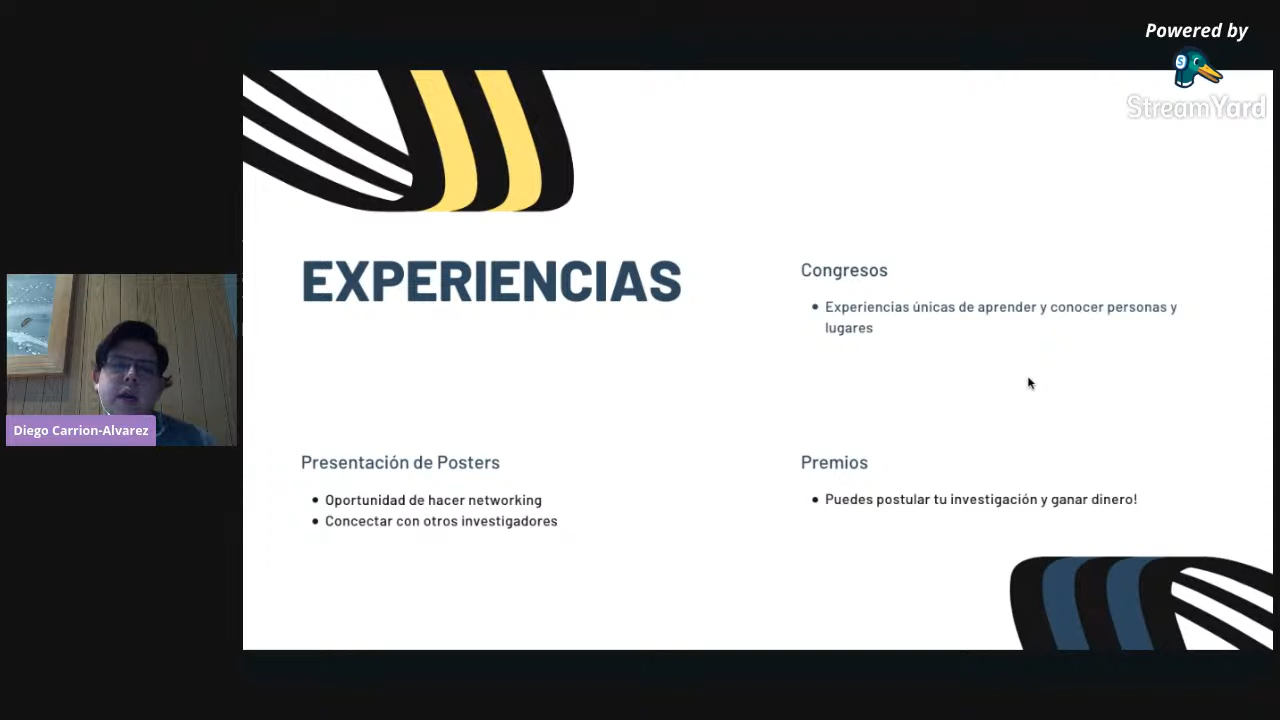 Powered by
StreamYard
EXPERIENCIAS
Congresos
Experiencias únicas de aprender y conocer personas y
lugares
Diego Carrion-Alvarez
Presentación de Posters
Oportunidad de hacer networking
Concectar con otros investigadores
Premios
Puedes postular tu investigación y ganar dinero!